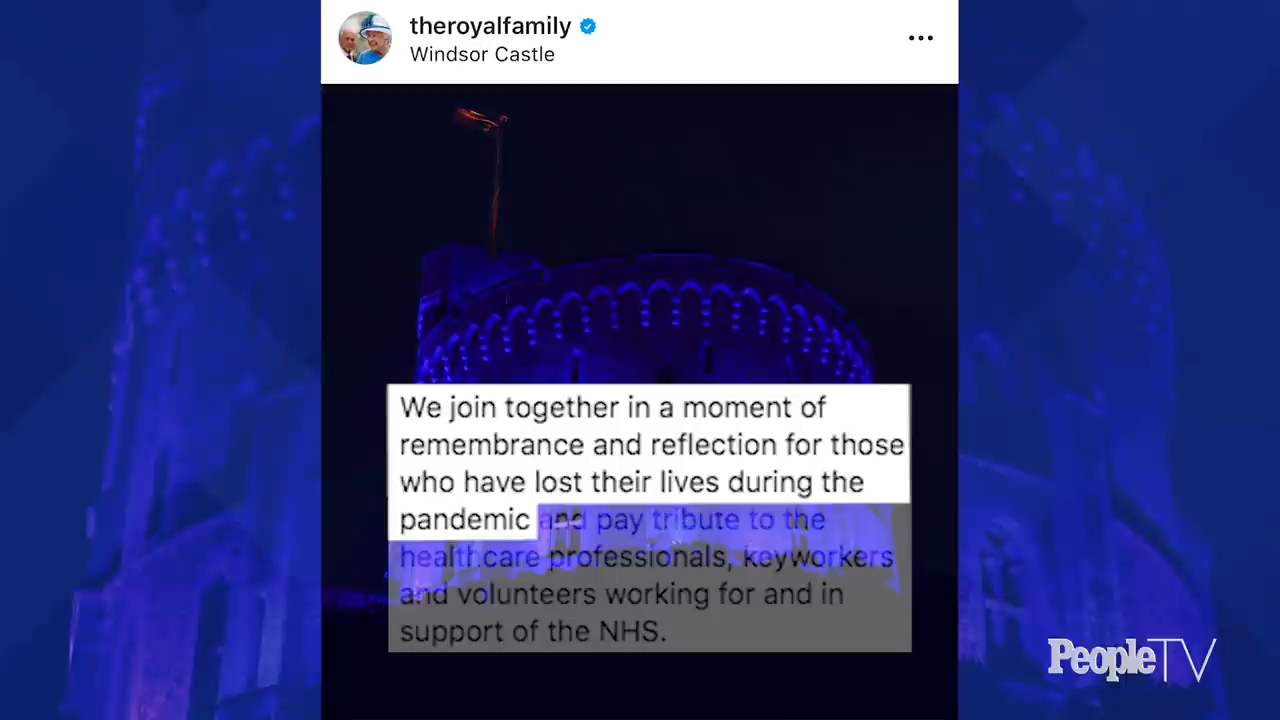 theroyalfamily
Windsor Castle
We join together in a moment of
remembrance and reflection for those
who have lost their lives during the
pandemic and pay tribute to the
healthcare professionals, keyworkers
and volunteers working for and in
support of the NHS.
PeopleTV